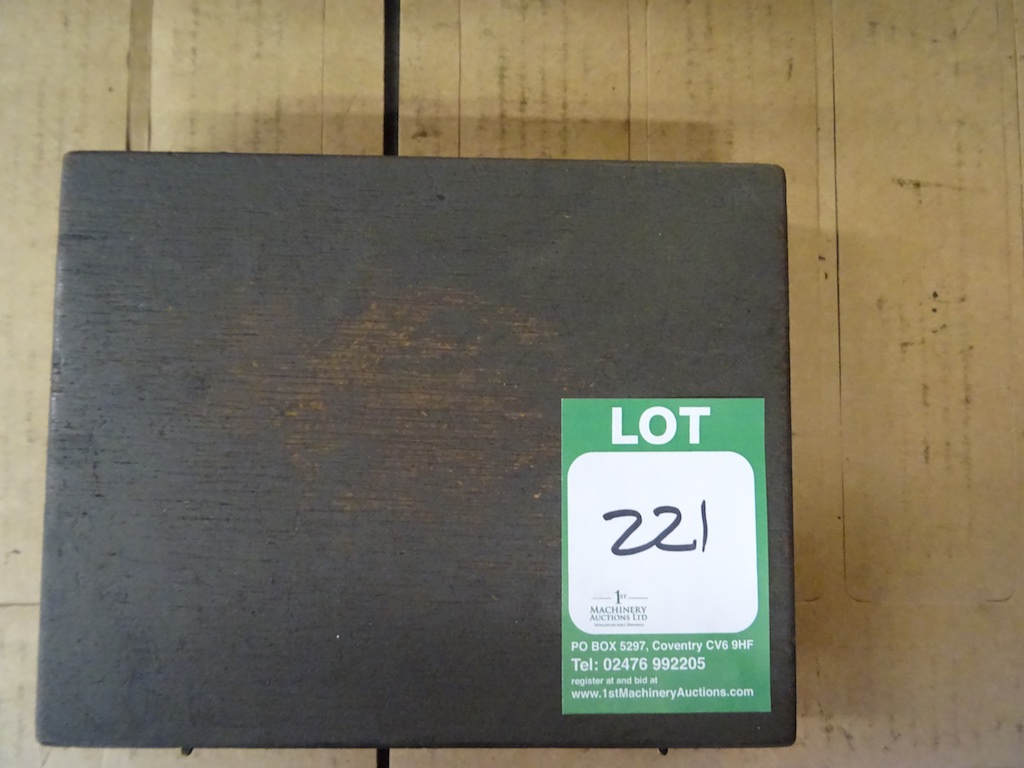 LOT
221
1ST
MACHINERY
AUCTIONS LTD
PO BOX 5297, Coventry CV6 9HF
Tel: 02476 992205
register at and bid at
www.1stMachineryAuctions.com